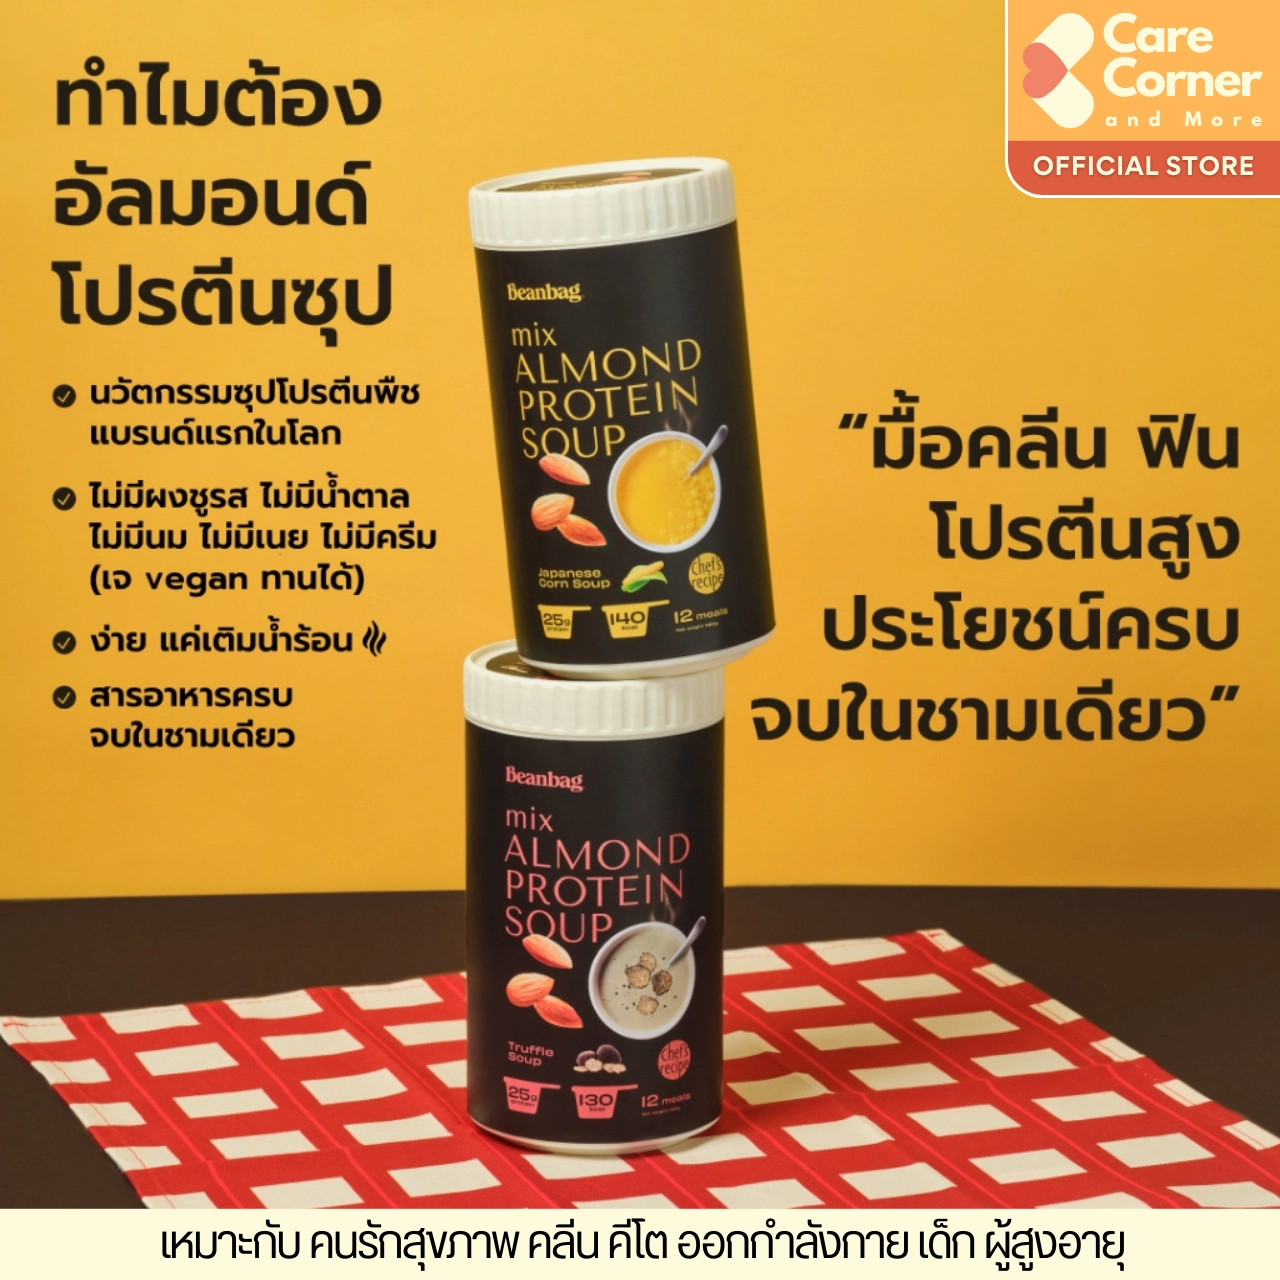 Care
Corner
and More
OFFICIAL STORE
ทำไมต้อง
อัลมอนด์
โปรตีนซุป
นวัตกรรมซุปโปรตีนพืช
แบรนด์แรกในโลก
ไม่มีผงชูรส ไม่มีน้ำตาล
ไม่มีนม ไม่มีเนย ไม่มีครีม
(เจ vegan ทานได้)
ง่าย แค่เติมน้ำร้อน
สารอาหารครบ
จบในชามเดียว
Beanbag
mix
ALMOND
PROTEIN
SOUP
Japanese
Corn Soup
Chef's
recipe
25g
protein
140
kcal
12 meals
“มื้อคลีน ฟิน
โปรตีนสูง
ประโยชน์ครบ
จบในชามเดียว”
Beanbag
mix
ALMOND
PROTEIN
SOUP
Truffle
Soup
Chef's
recipe
25g
protein
130
kcal
12 meals
เหมาะกับ คนรักสุขภาพ คลีน คีโต ออกกำลังกาย เด็ก ผู้สูงอายุ